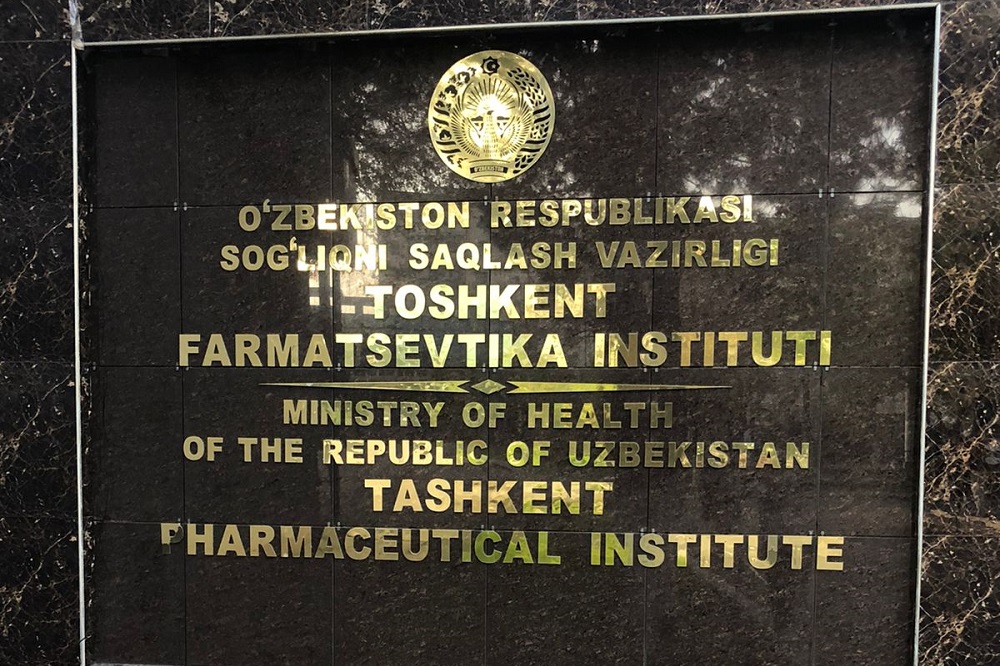 O'ZBEKISTON
O'ZBEKISTON RESPUBLIKASI
SOG'LIQNI SAQLASH VAZIRLIGI
TOSHKENT
FARMATSEVTIKA INSTITUTI
MINISTRY OF HEALTH
OF THE REPUBLIC OF UZBEKISTAN
TASHKENT
PHARMACEUTICAL INSTITUTE